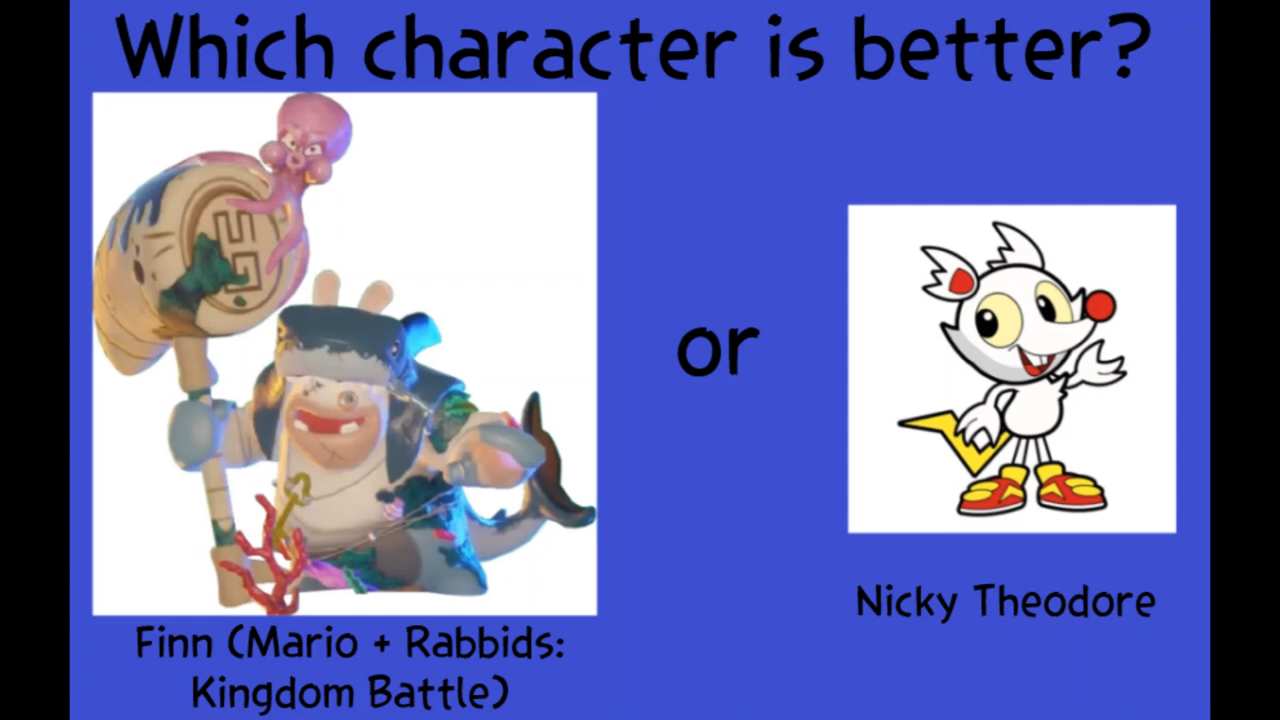 Which character is better?
or
Finn (Mario + Rabbids:
Kingdom Battle)
Nicky Theodore